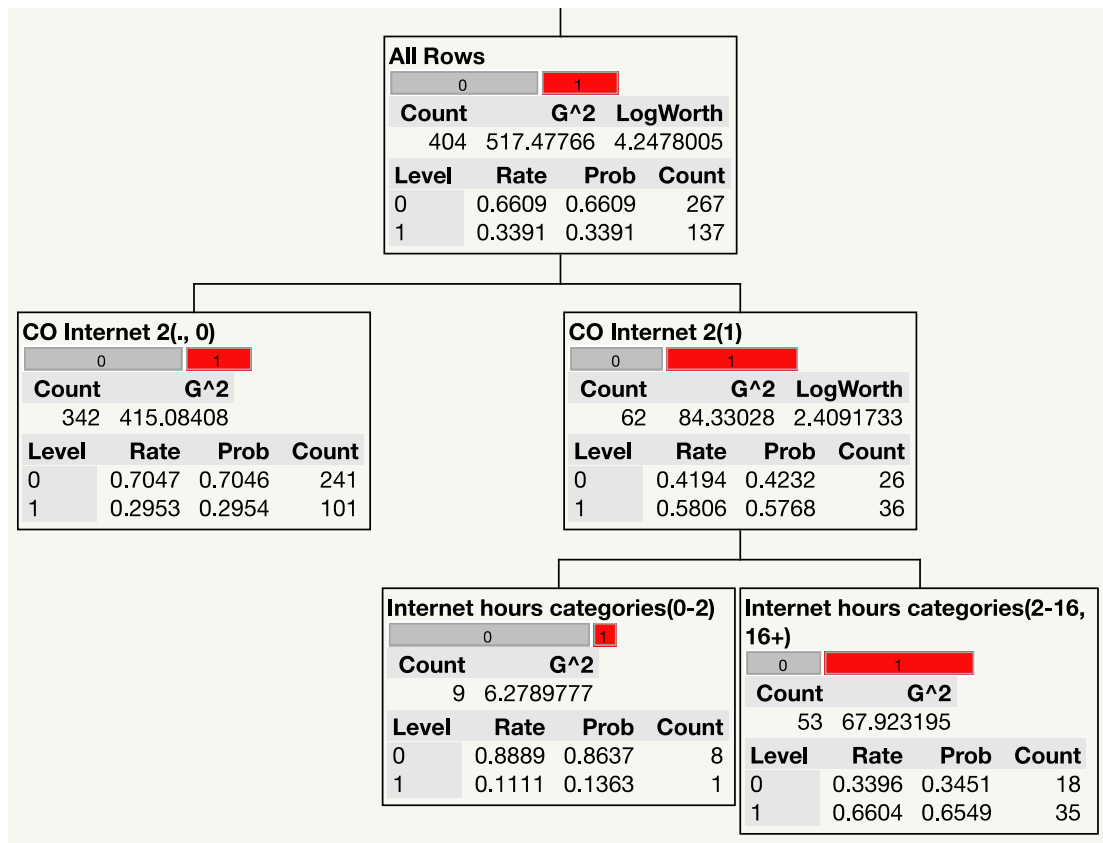 All Rows
0 1
Count G^2 LogWorth
404 517.47766 4.2478005
Level Rate Prob Count
0 0.6609 0.6609 267
1 0.3391 0.3391 137
CO Internet 2(., 0)
0 1
Count G^2
342 415.08408
Level Rate Prob Count
0 0.7047 0.7046 241
1 0.2953 0.2954 101
CO Internet 2(1)
0 1
Count G^2 LogWorth
62 84.33028 2.4091733
Level Rate Prob Count
0 0.4194 0.4232 26
1 0.5806 0.5768 36
Internet hours categories(0-2)
0 1
Count G^2
9 6.2789777
Level Rate Prob Count
0 0.8889 0.8637 8
1 0.1111 0.1363 1
Internet hours categories(2-16,
16+)
0 1
Count G^2
53 67.923195
Level Rate Prob Count
0 0.3396 0.3451 18
1 0.6604 0.6549 35